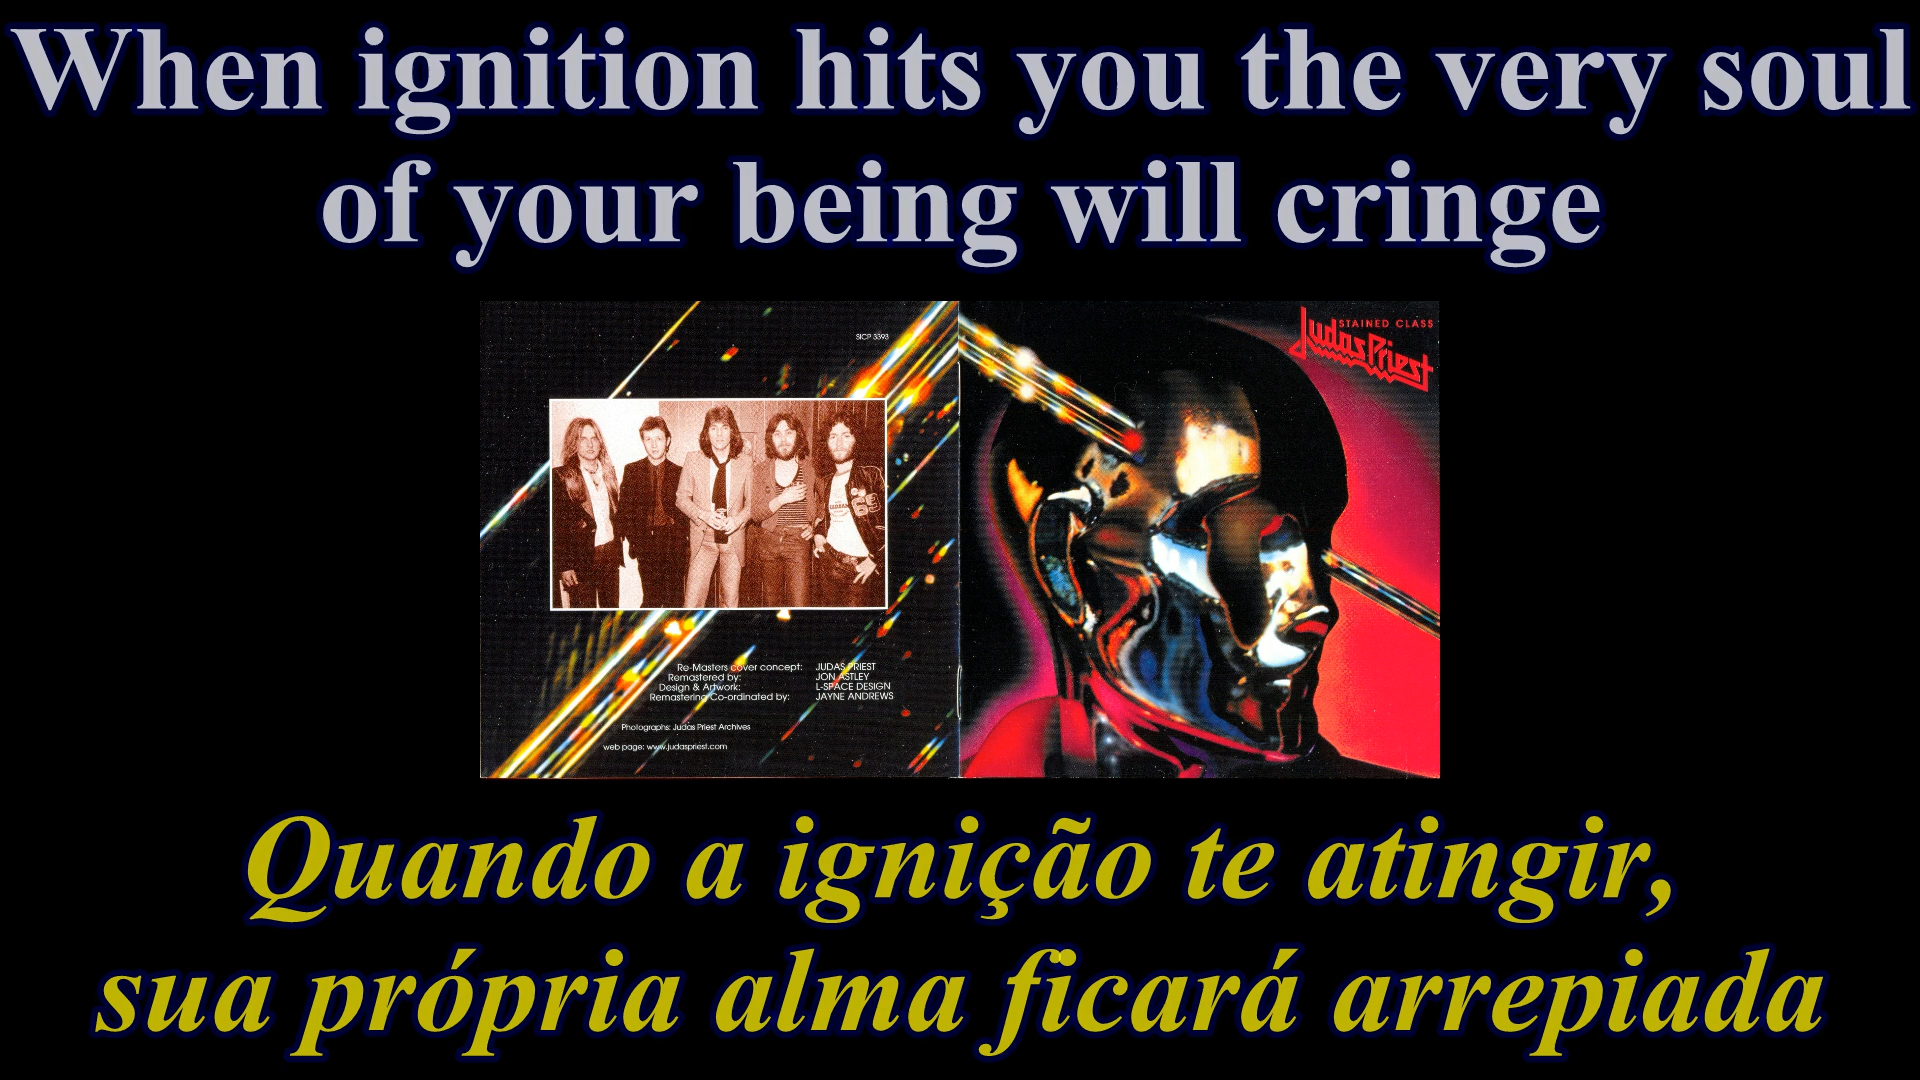 When ignition hits you the very soul
of your being will cringe
SICP 3393
STAINED CLASS
Judas Priest
Re-Masters cover concept: JUDAS PRIEST
Remastered by: JON ASTLEY
Design & Artwork: L-SPACE DESIGN
Remastering Co-ordinated by: JAYNE ANDREWS
Photographs: Judas Priest Archives
web page: www.judaspriest.com
Quando a ignição te atingir,
sua própria alma ficará arrepiada